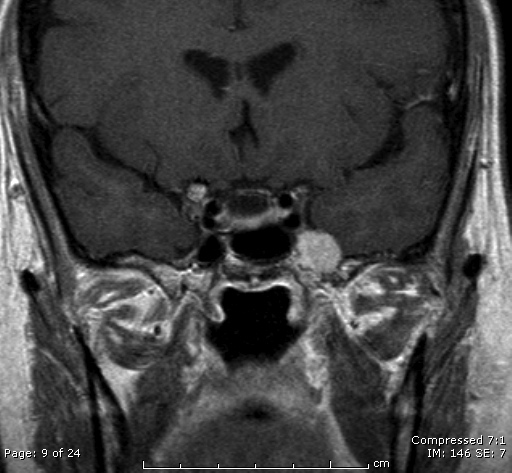 Compressed 7:1
Page: 9 of 24
IM: 146 SE: 7
cm